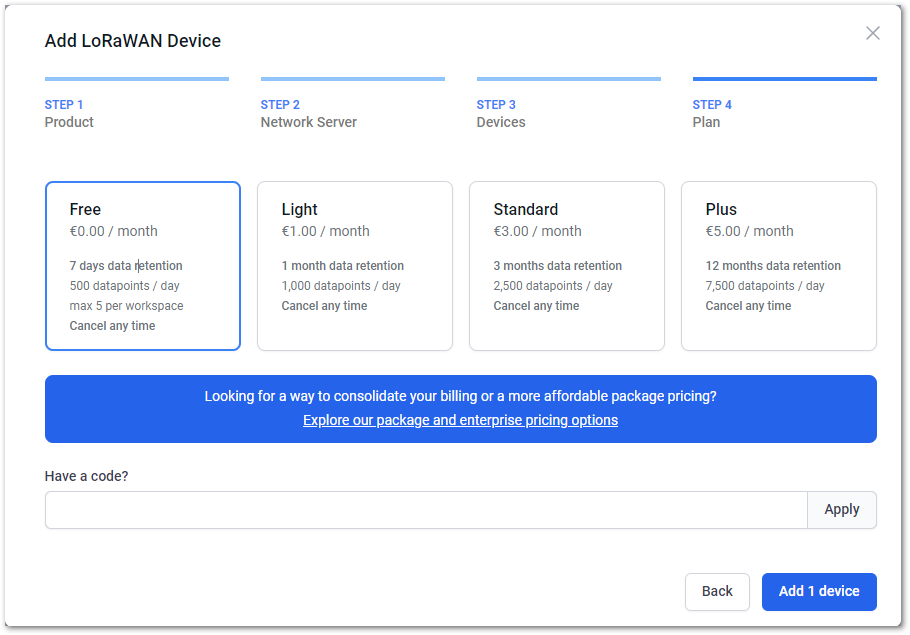 Add LoRaWAN Device
STEP 1
Product
STEP 2
Network Server
STEP 3
Devices
STEP 4
Plan
Free
€0.00 / month
7 days data retention
500 datapoints / day
max 5 per workspace
Cancel any time
Light
€1.00 / month
1 month data retention
1,000 datapoints / day
Cancel any time
Standard
€3.00 / month
3 months data retention
2,500 datapoints / day
Cancel any time
Plus
€5.00 / month
12 months data retention
7,500 datapoints / day
Cancel any time
Looking for a way to consolidate your billing or a more affordable package pricing?
Explore our package and enterprise pricing options
Have a code?
Apply
Back
Add 1 device